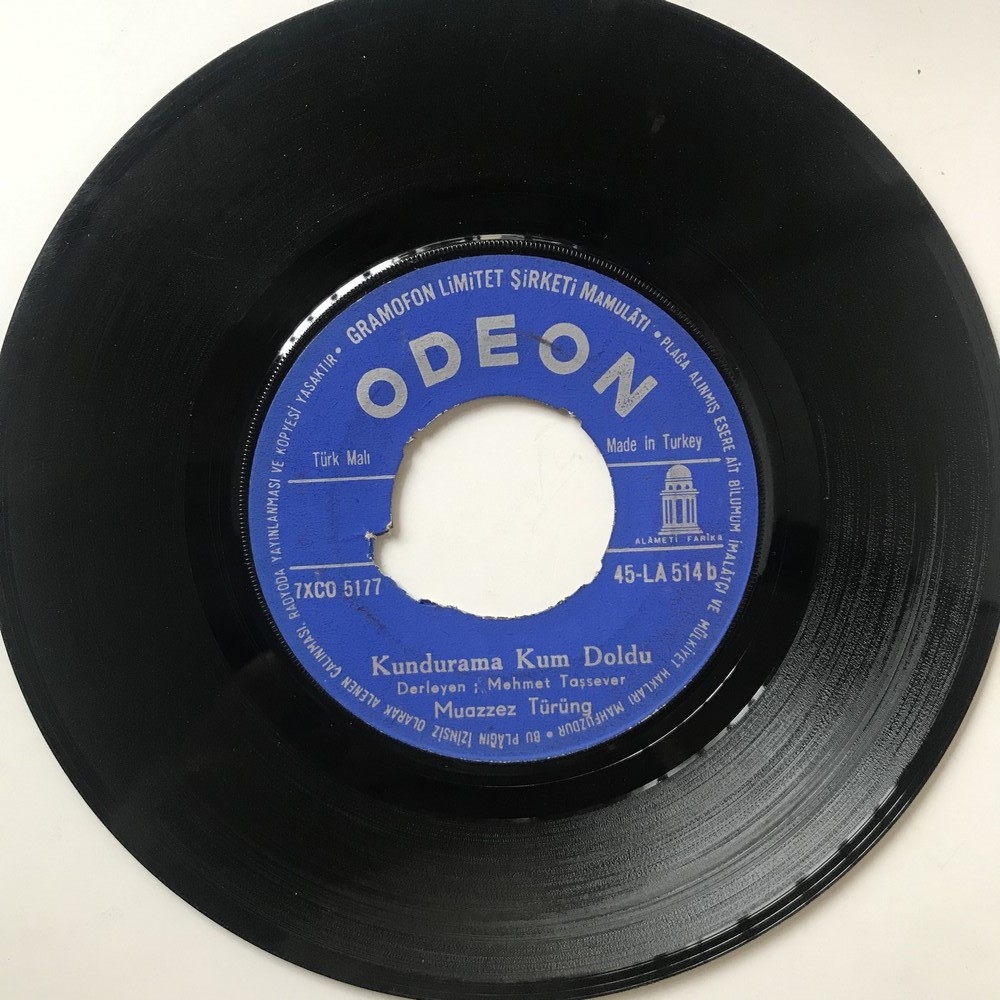 GRAMOFON LİMİTET ŞİRKETİ MAMULÂTI • PLAĞA ALINMIŞ ESERE AİT BİLUMUM İMALÂTÇI VE MÜLKİYET HAKLARI MAHFUZDUR • BU PLÂĞIN İZİNSİZ OLARAK ALENEN ÇALINMASI, RADYODA YAYINLANMASI VE KOPYESİ YASAKTIR •
ODEON
Türk Malı
Made in Turkey
ALÂMETİ FARİKA
7XCO 5177
45-LA 514 b
Kundurama Kum Doldu
Derleyen ; Mehmet Taşsever
Muazzez Türüng